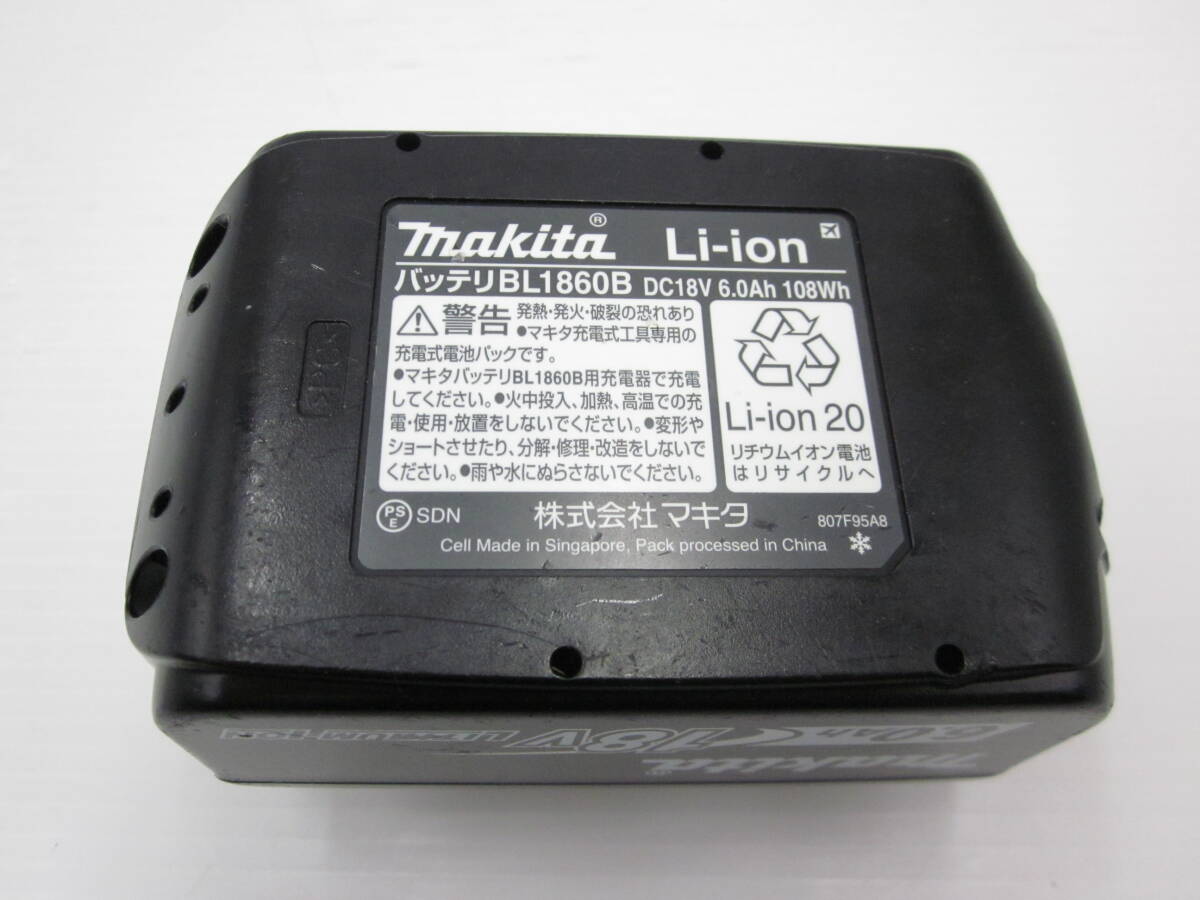 makita® Li-ion
バッテリBL1860B DC18V 6.0Ah 108Wh
警告 発熱・発火・破裂の恐れあり
●マキタ充電式工具専用の
充電式電池パックです。
●マキタバッテリBL1860B用充電器で充電
してください。●火中投入、加熱、高温での充
電・使用・放置をしないでください。●変形や
ショートさせたり、分解・修理・改造をしないで
ください。●雨や水にぬらさないでください。
Li-ion 20
リチウムイオン電池
はリサイクルへ
PS
E
SDN
株式会社マキタ
807F95A8
Cell Made in Singapore, Pack processed in China
6.0Ah 18V LITHIUM-ION
makita®